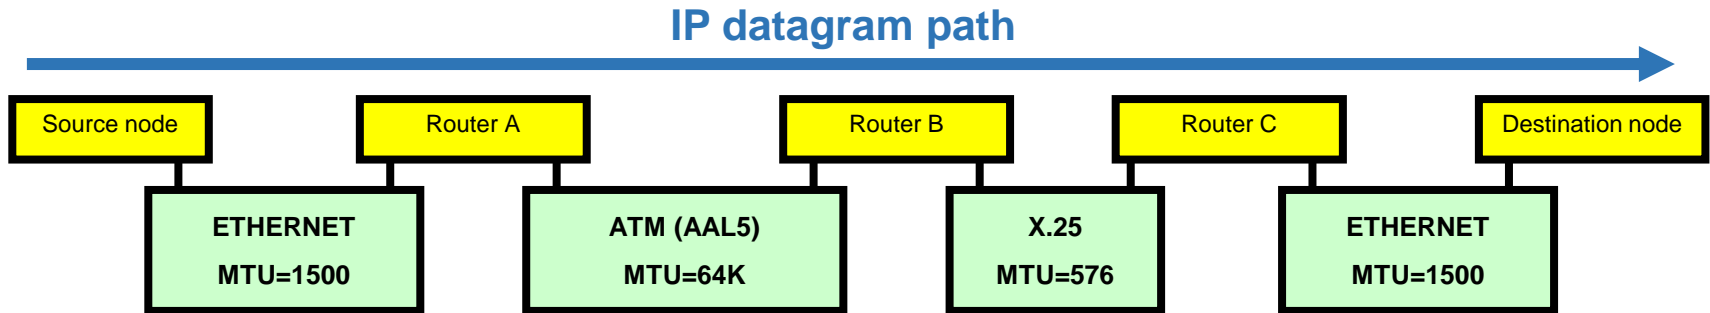 IP datagram path
Source node
Router A
Router B
Router C
Destination node
ETHERNET
MTU=1500
ATM (AAL5)
MTU=64K
X.25
MTU=576
ETHERNET
MTU=1500